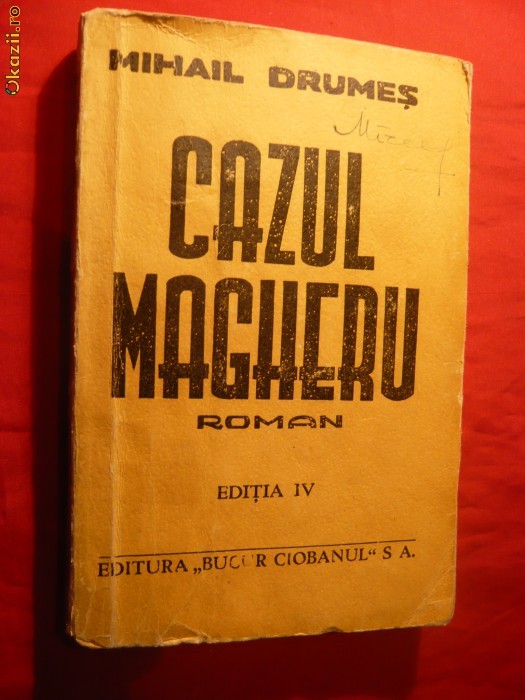 Okazii.ro
MIHAIL DRUMEȘ
CAZUL
MAGHERU
ROMAN
EDIȚIA IV
EDITURA „BUCUR CIOBANUL“ S A.